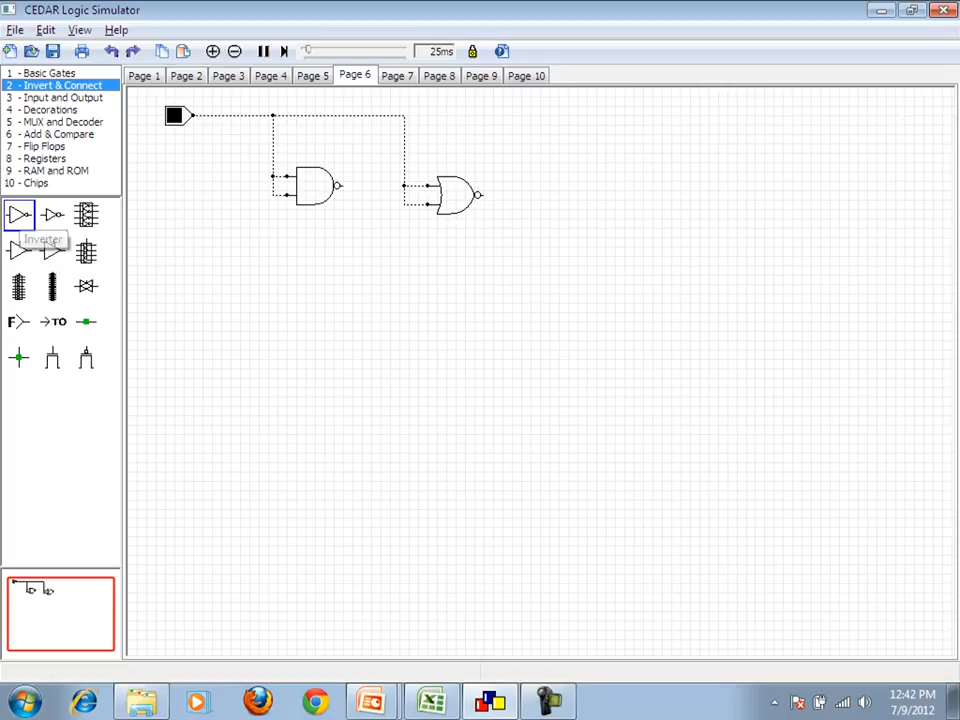 CEDAR Logic Simulator
File Edit View Help
25ms
1 - Basic Gates
2 - Invert & Connect
3 - Input and Output
4 - Decorations
5 - MUX and Decoder
6 - Add & Compare
7 - Flip Flops
8 - Registers
9 - RAM and ROM
10 - Chips
Page 1 Page 2 Page 3 Page 4 Page 5 Page 6 Page 7 Page 8 Page 9 Page 10
Inverter
F TO
12:42 PM
7/9/2012